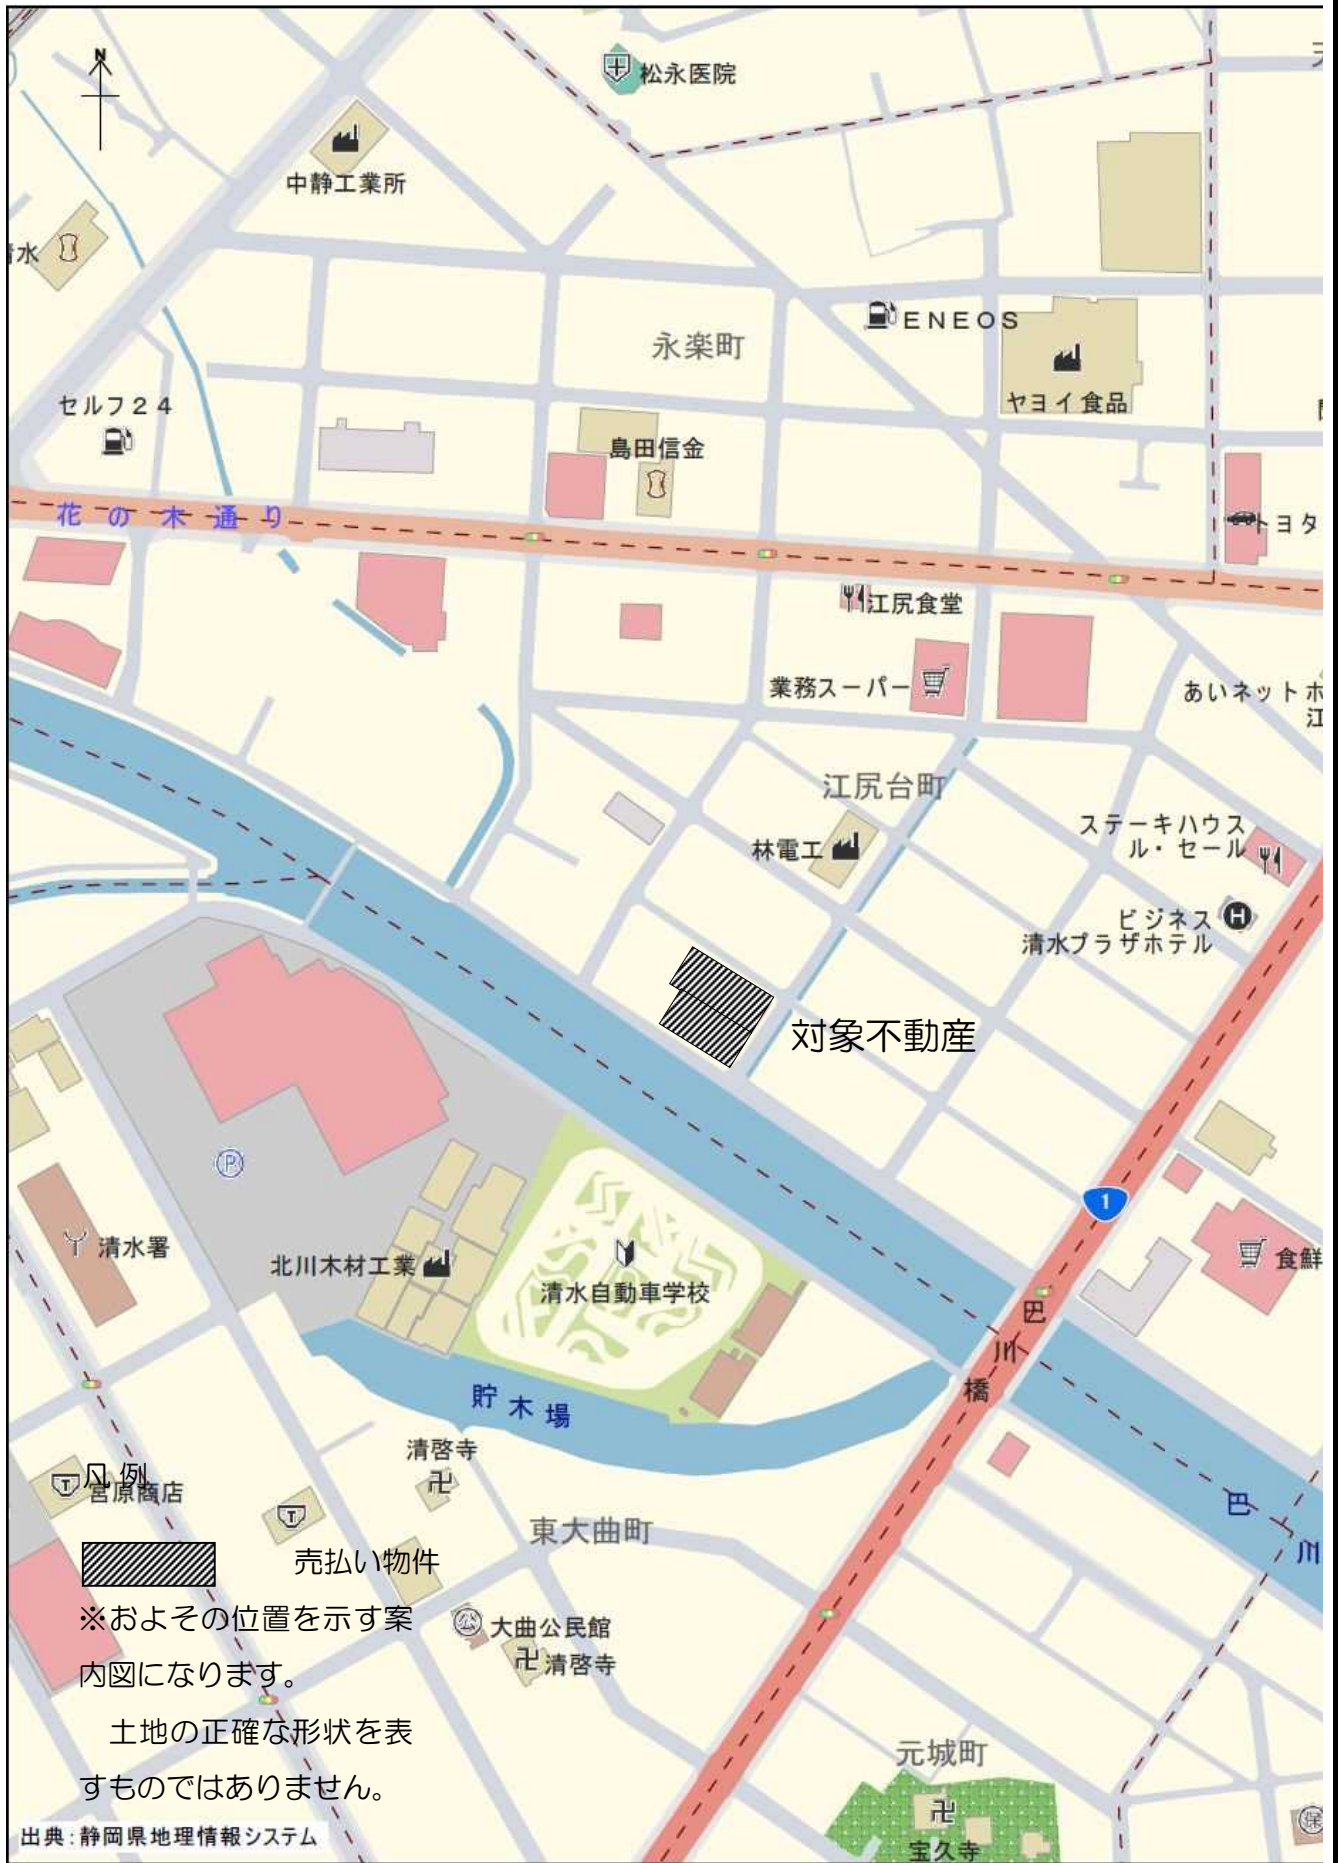 N
松永医院
中静工業所
清水
ENEOS
永楽町
ヤヨイ食品
セルフ24
島田信金
花の木通り
トヨタ
江尻食堂
業務スーパー
あいネットホ
江
江尻台町
ステーキハウス
ル・セール
林電工
ビジネス
清水プラザホテル
H
対象不動産
P
1
清水署
北川木材工業
清水自動車学校
食鮮
巴川橋
貯木場
清啓寺
凡例
T
宮原商店
T
巴川
東大曲町
売払い物件
※およその位置を示す案
内図になります。
公
大曲公民館
清啓寺
土地の正確な形状を表
すものではありません。
元城町
宝久寺
保
出典:静岡県地理情報システム